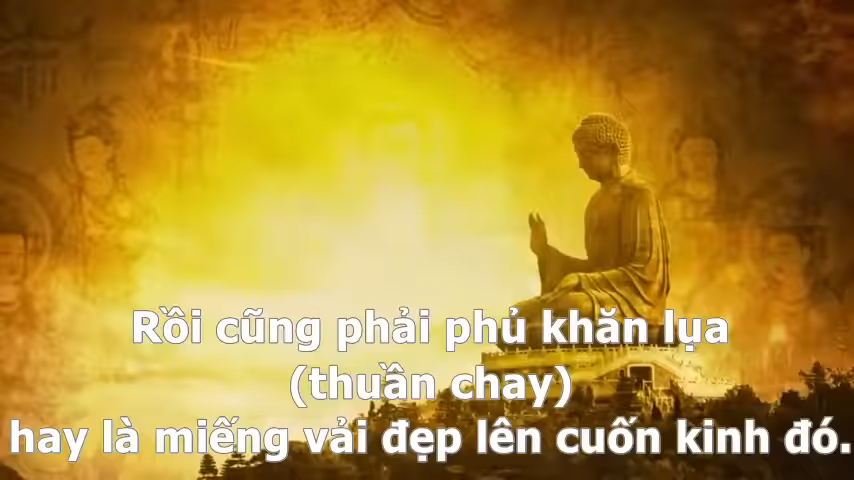 Rồi cũng phải phủ khăn lụa
(thuần chay)
hay là miếng vải đẹp lên cuốn kinh đó.